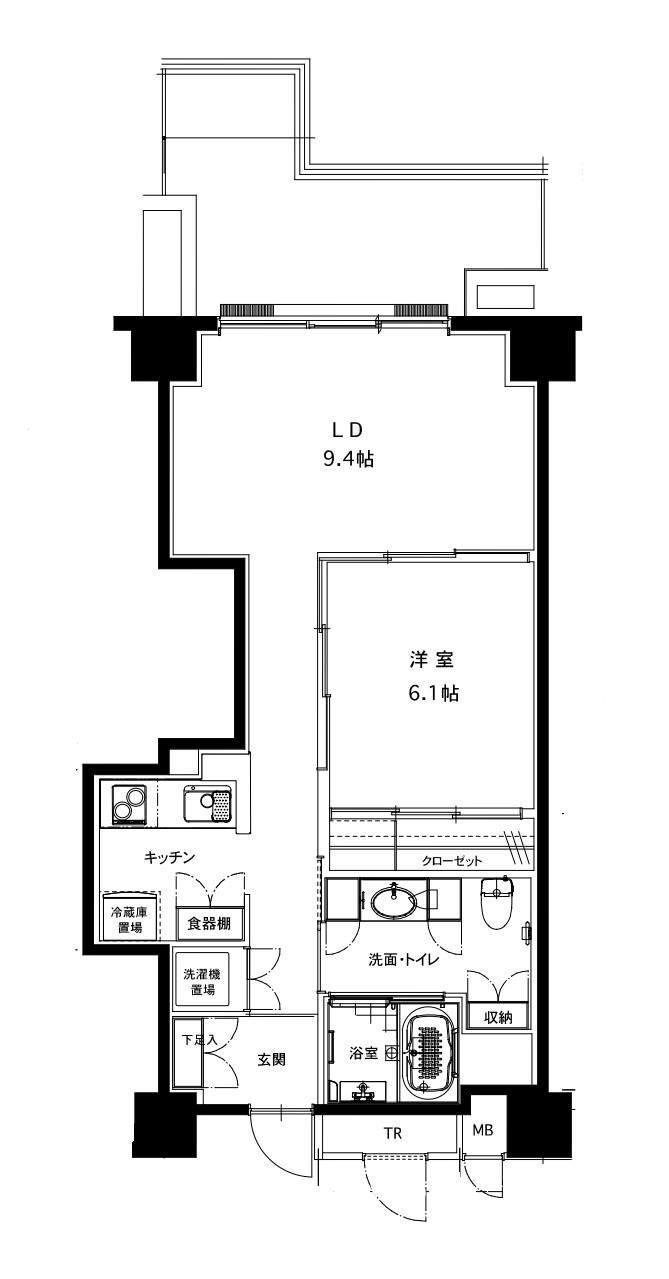 LD
9.4帖
洋室
6.1帖
クローゼット
キッチン
冷蔵庫
置場
食器棚
洗面・トイレ
洗濯機
置場
収納
下足入
玄関
浴室
TR
MB